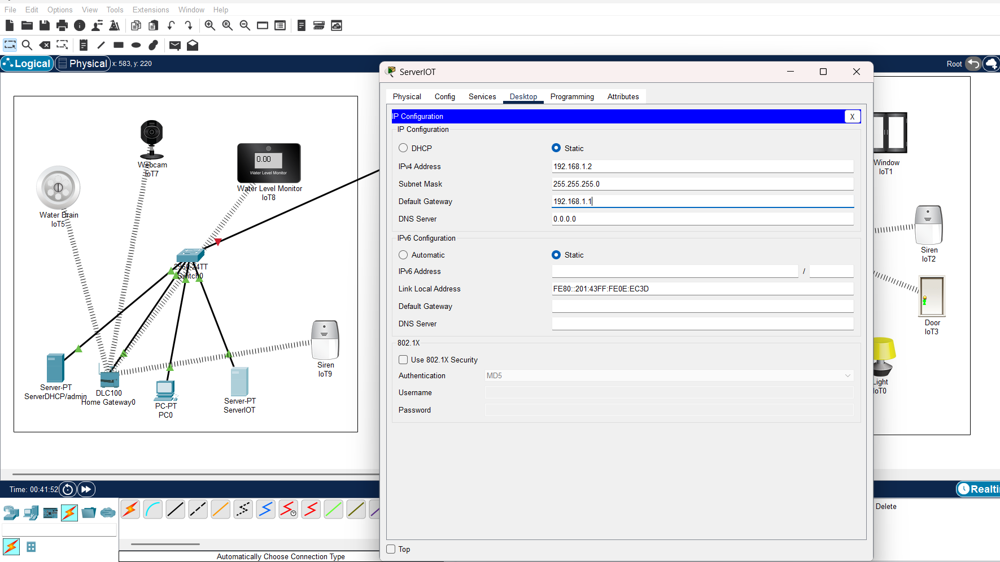 File Edit Options View Tools Extensions Window Help
Logical Physical x: 583, y: 220
Root
Webcam
IoT7
0.00
Water Level Monitor
Water Level Monitor
IoT8
Water Drain
IoT5
2960-24TT
Switch0
Siren
IoT9
Server-PT
ServerDHCP/admin
DLC100
Home Gateway0
PC-PT
PC0
Server-PT
ServerIOT
ServerIOT
Physical Config Services Desktop Programming Attributes
IP Configuration X
IP Configuration
DHCP Static
IPv4 Address 192.168.1.2
Subnet Mask 255.255.255.0
Default Gateway 192.168.1.1
DNS Server 0.0.0.0
IPv6 Configuration
Automatic Static
IPv6 Address /
Link Local Address FE80::201:43FF:FE0E:EC3D
Default Gateway
DNS Server
802.1X
Use 802.1X Security
Authentication MD5
Username
Password
Top
Window
IoT1
Siren
IoT2
Door
IoT3
Light
IoT0
Time: 00:41:52
Realti
Delete
Automatically Choose Connection Type